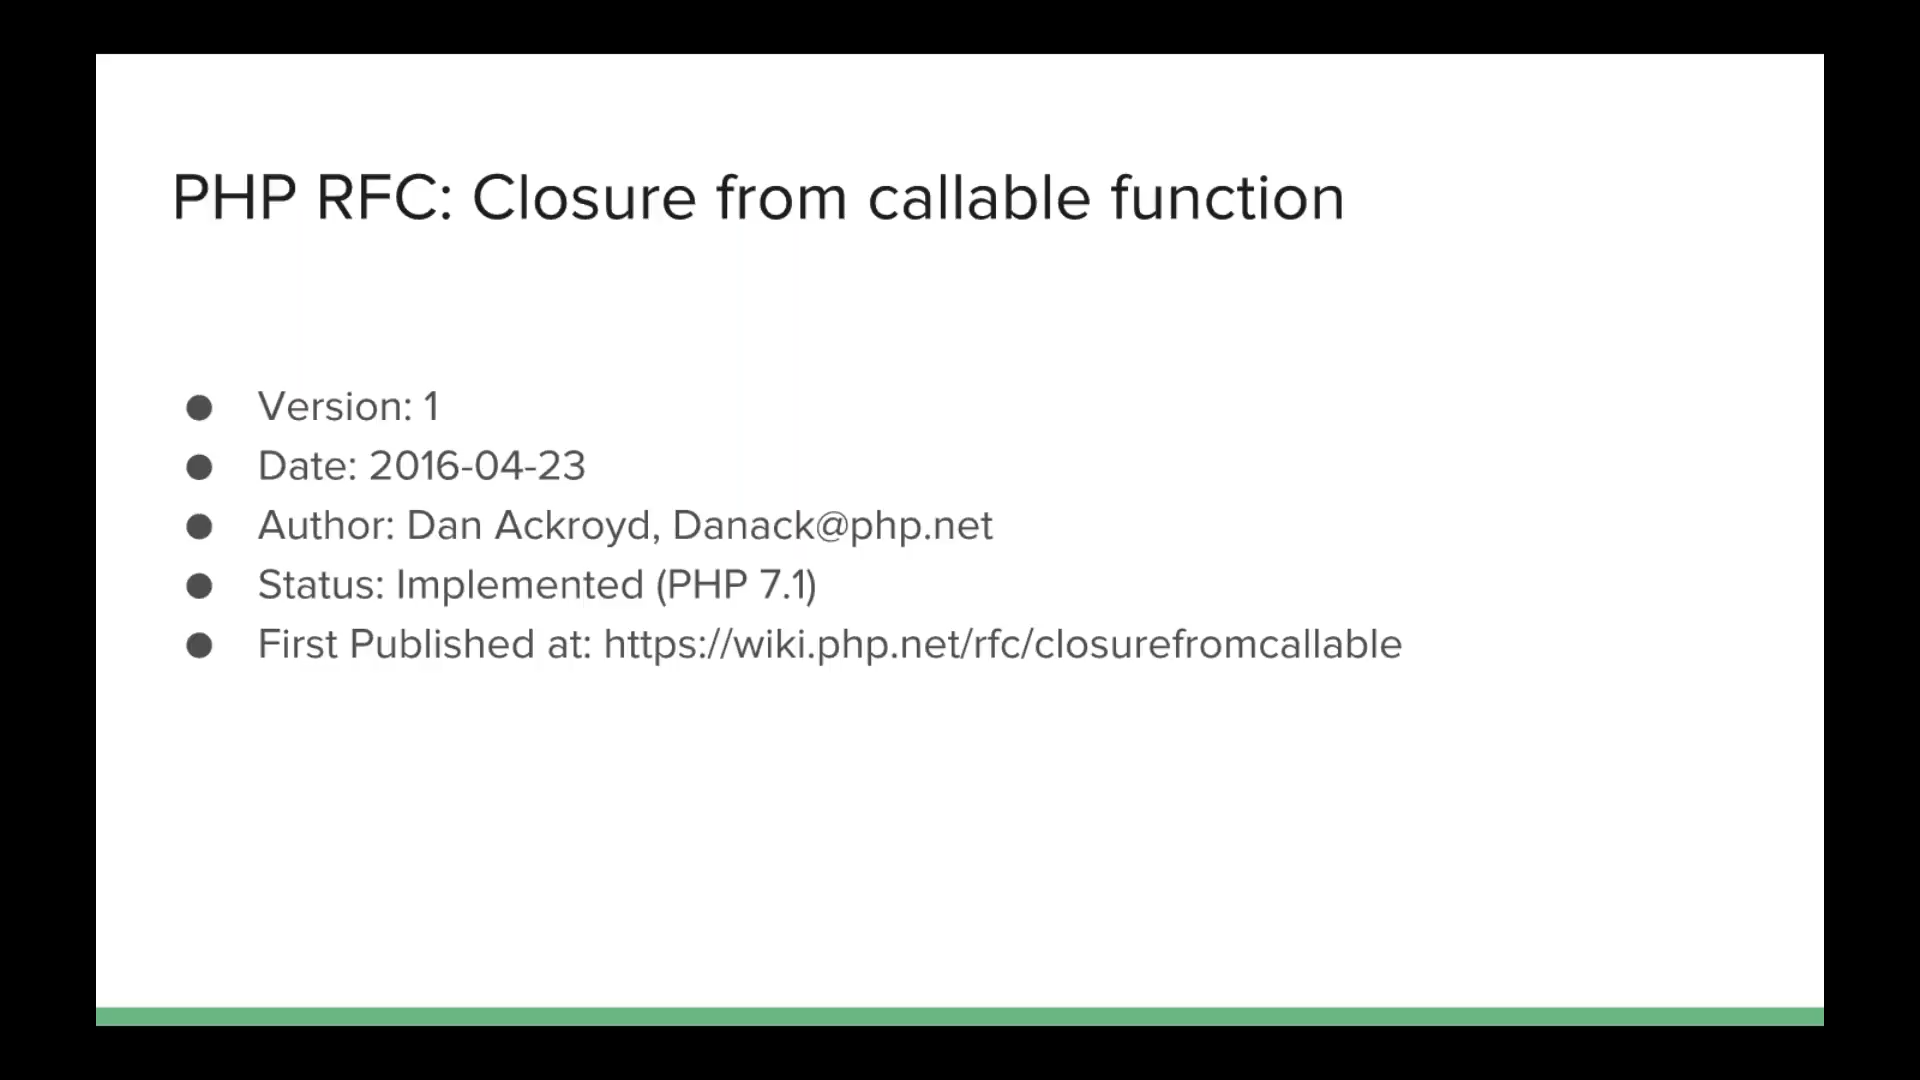 PHP RFC: Closure from callable function
● Version: 1
● Date: 2016-04-23
● Author: Dan Ackroyd, Danack@php.net
● Status: Implemented (PHP 7.1)
● First Published at: https://wiki.php.net/rfc/closurefromcallable